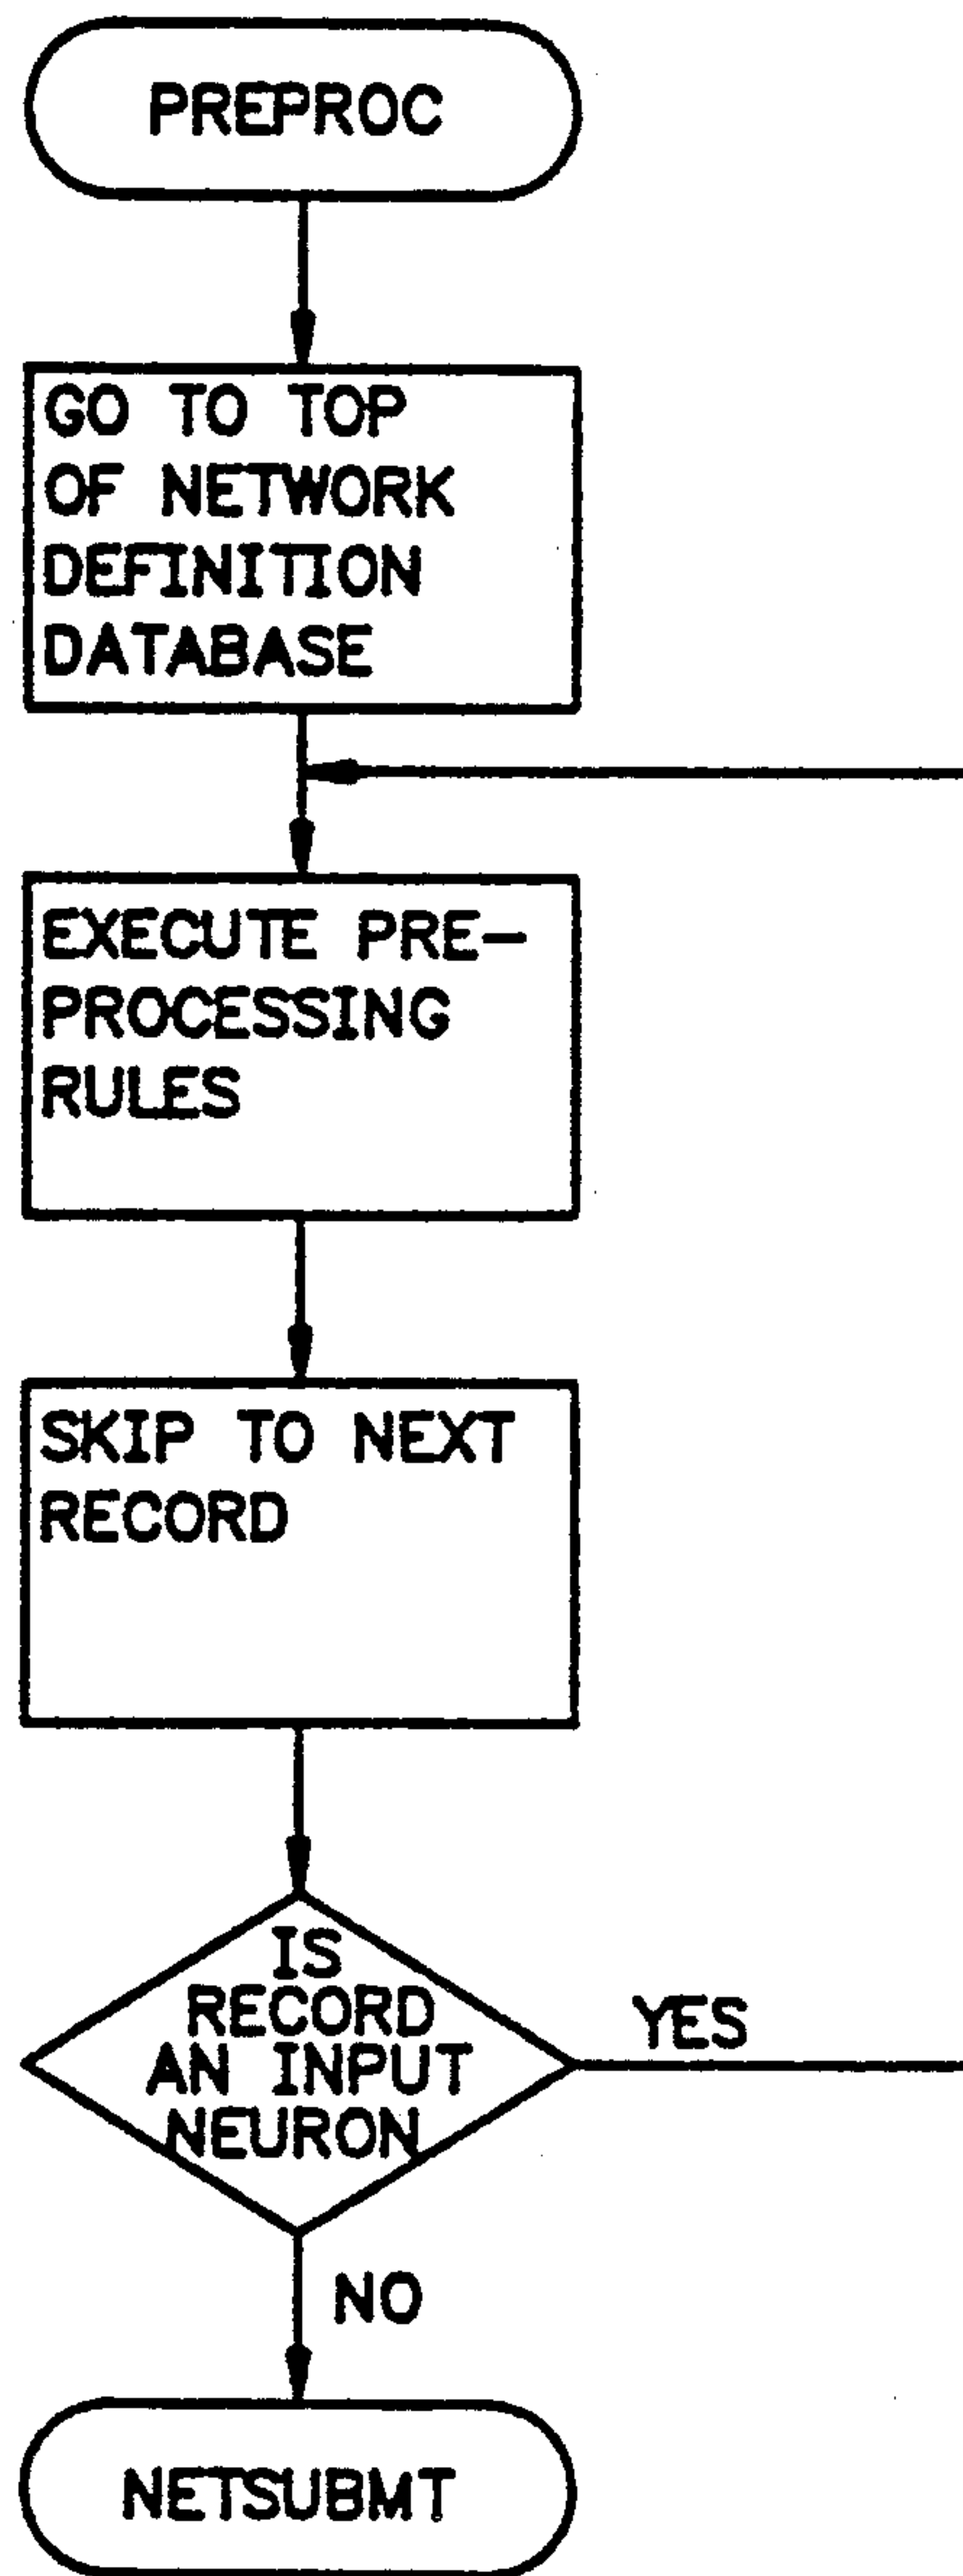 PREPROC
GO TO TOP
OF NETWORK
DEFINITION
DATABASE
EXECUTE PRE-
PROCESSING
RULES
SKIP TO NEXT
RECORD
IS
RECORD
AN INPUT
NEURON
YES
NO
NETSUBMT